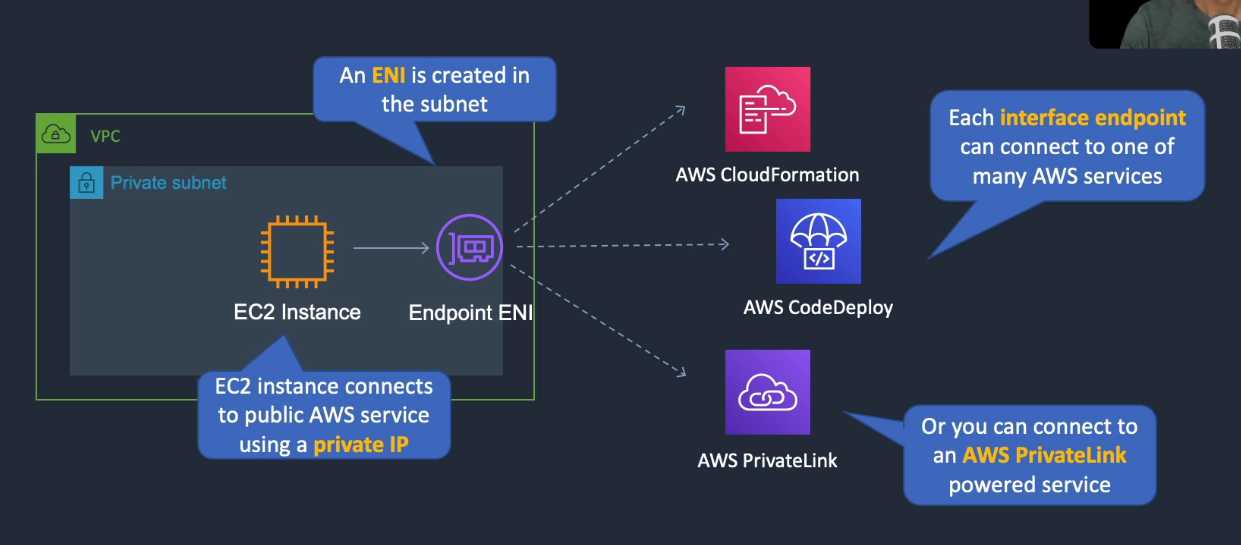 An ENI is created in
the subnet
VPC
Private subnet
EC2 Instance
Endpoint ENI
EC2 instance connects
to public AWS service
using a private IP
AWS CloudFormation
</>
AWS CodeDeploy
AWS PrivateLink
Each interface endpoint
can connect to one of
many AWS services
Or you can connect to
an AWS PrivateLink
powered service